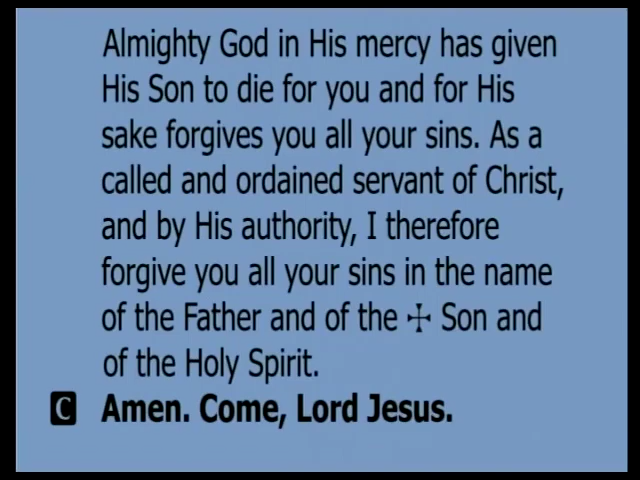 Almighty God in His mercy has given
His Son to die for you and for His
sake forgives you all your sins. As a
called and ordained servant of Christ,
and by His authority, I therefore
forgive you all your sins in the name
of the Father and of the ☩ Son and
of the Holy Spirit.
C Amen. Come, Lord Jesus.